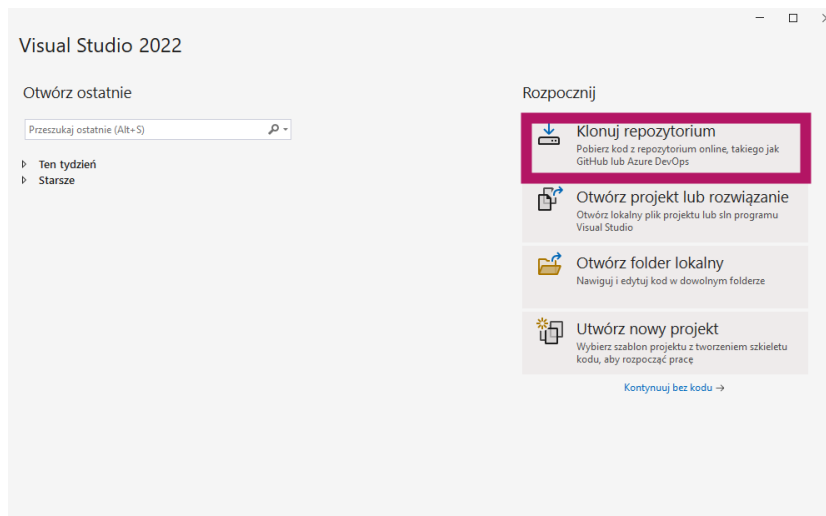 Visual Studio 2022
Otwórz ostatnie
Przeszukaj ostatnie (Alt+S)
Ten tydzień
Starsze
Rozpocznij
Klonuj repozytorium
Pobierz kod z repozytorium online, takiego jak
GitHub lub Azure DevOps
Otwórz projekt lub rozwiązanie
Otwórz lokalny plik projektu lub sln programu
Visual Studio
Otwórz folder lokalny
Nawiguj i edytuj kod w dowolnym folderze
Utwórz nowy projekt
Wybierz szablon projektu z tworzeniem szkieletu
kodu, aby rozpocząć pracę
Kontynuuj bez kodu →